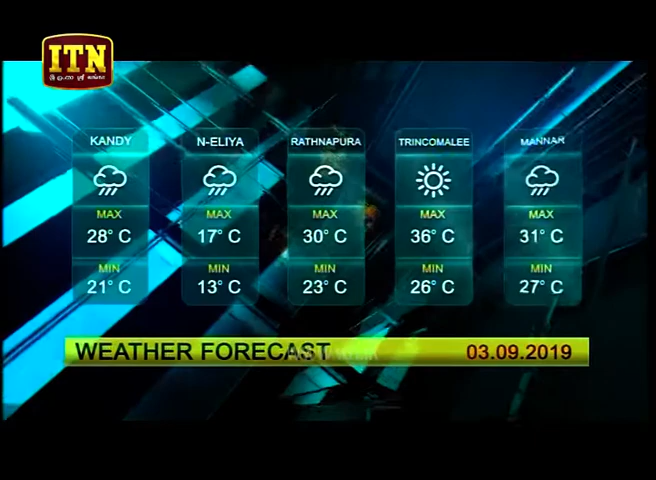 ITN
KANDY
N-ELIYA
RATHNAPURA
TRINCOMALEE
MANNAR
MAX
MAX
MAX
MAX
MAX
28° C
17° C
30° C
36° C
31° C
MIN
MIN
MIN
MIN
MIN
21° C
13° C
23° C
26° C
27° C
WEATHER FORECAST
03.09.2019